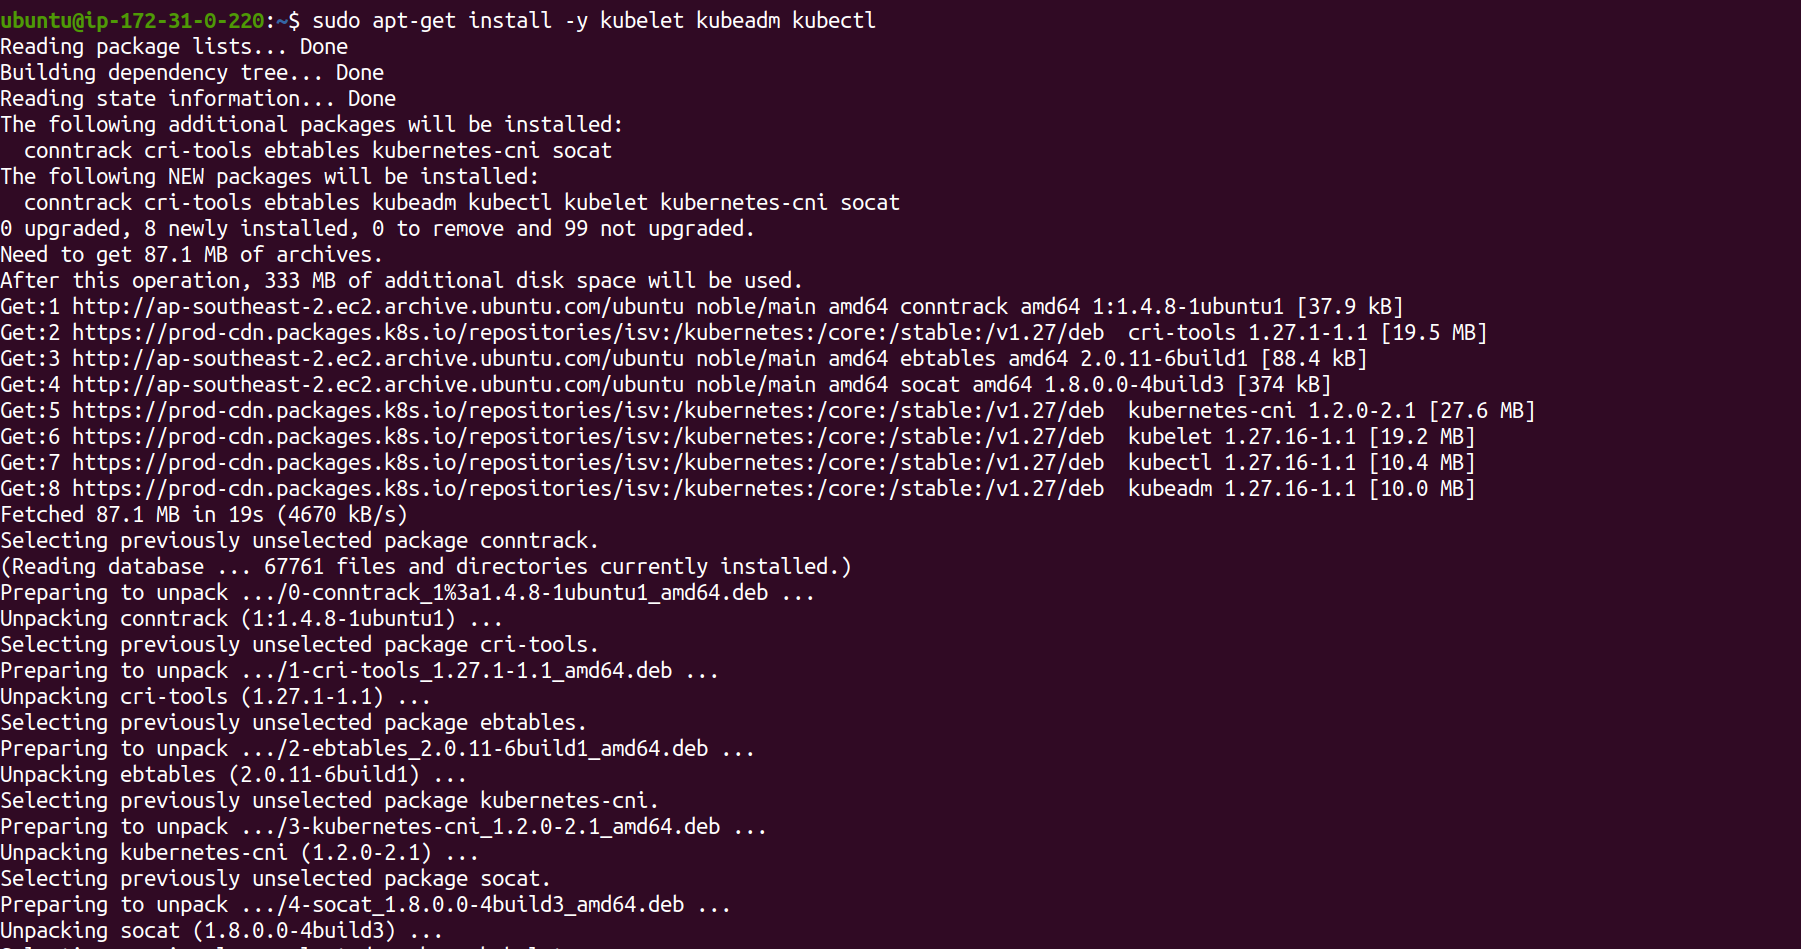 ubuntu@ip-172-31-0-220:~$ sudo apt-get install -y kubelet kubeadm kubectl
Reading package lists... Done
Building dependency tree... Done
Reading state information... Done
The following additional packages will be installed:
  conntrack cri-tools ebtables kubernetes-cni socat
The following NEW packages will be installed:
  conntrack cri-tools ebtables kubeadm kubectl kubelet kubernetes-cni socat
0 upgraded, 8 newly installed, 0 to remove and 99 not upgraded.
Need to get 87.1 MB of archives.
After this operation, 333 MB of additional disk space will be used.
Get:1 http://ap-southeast-2.ec2.archive.ubuntu.com/ubuntu noble/main amd64 conntrack amd64 1:1.4.8-1ubuntu1 [37.9 kB]
Get:2 https://prod-cdn.packages.k8s.io/repositories/isv:/kubernetes:/core:/stable:/v1.27/deb  cri-tools 1.27.1-1.1 [19.5 MB]
Get:3 http://ap-southeast-2.ec2.archive.ubuntu.com/ubuntu noble/main amd64 ebtables amd64 2.0.11-6build1 [88.4 kB]
Get:4 http://ap-southeast-2.ec2.archive.ubuntu.com/ubuntu noble/main amd64 socat amd64 1.8.0.0-4build3 [374 kB]
Get:5 https://prod-cdn.packages.k8s.io/repositories/isv:/kubernetes:/core:/stable:/v1.27/deb  kubernetes-cni 1.2.0-2.1 [27.6 MB]
Get:6 https://prod-cdn.packages.k8s.io/repositories/isv:/kubernetes:/core:/stable:/v1.27/deb  kubelet 1.27.16-1.1 [19.2 MB]
Get:7 https://prod-cdn.packages.k8s.io/repositories/isv:/kubernetes:/core:/stable:/v1.27/deb  kubectl 1.27.16-1.1 [10.4 MB]
Get:8 https://prod-cdn.packages.k8s.io/repositories/isv:/kubernetes:/core:/stable:/v1.27/deb  kubeadm 1.27.16-1.1 [10.0 MB]
Fetched 87.1 MB in 19s (4670 kB/s)
Selecting previously unselected package conntrack.
(Reading database ... 67761 files and directories currently installed.)
Preparing to unpack .../0-conntrack_1%3a1.4.8-1ubuntu1_amd64.deb ...
Unpacking conntrack (1:1.4.8-1ubuntu1) ...
Selecting previously unselected package cri-tools.
Preparing to unpack .../1-cri-tools_1.27.1-1.1_amd64.deb ...
Unpacking cri-tools (1.27.1-1.1) ...
Selecting previously unselected package ebtables.
Preparing to unpack .../2-ebtables_2.0.11-6build1_amd64.deb ...
Unpacking ebtables (2.0.11-6build1) ...
Selecting previously unselected package kubernetes-cni.
Preparing to unpack .../3-kubernetes-cni_1.2.0-2.1_amd64.deb ...
Unpacking kubernetes-cni (1.2.0-2.1) ...
Selecting previously unselected package socat.
Preparing to unpack .../4-socat_1.8.0.0-4build3_amd64.deb ...
Unpacking socat (1.8.0.0-4build3) ...